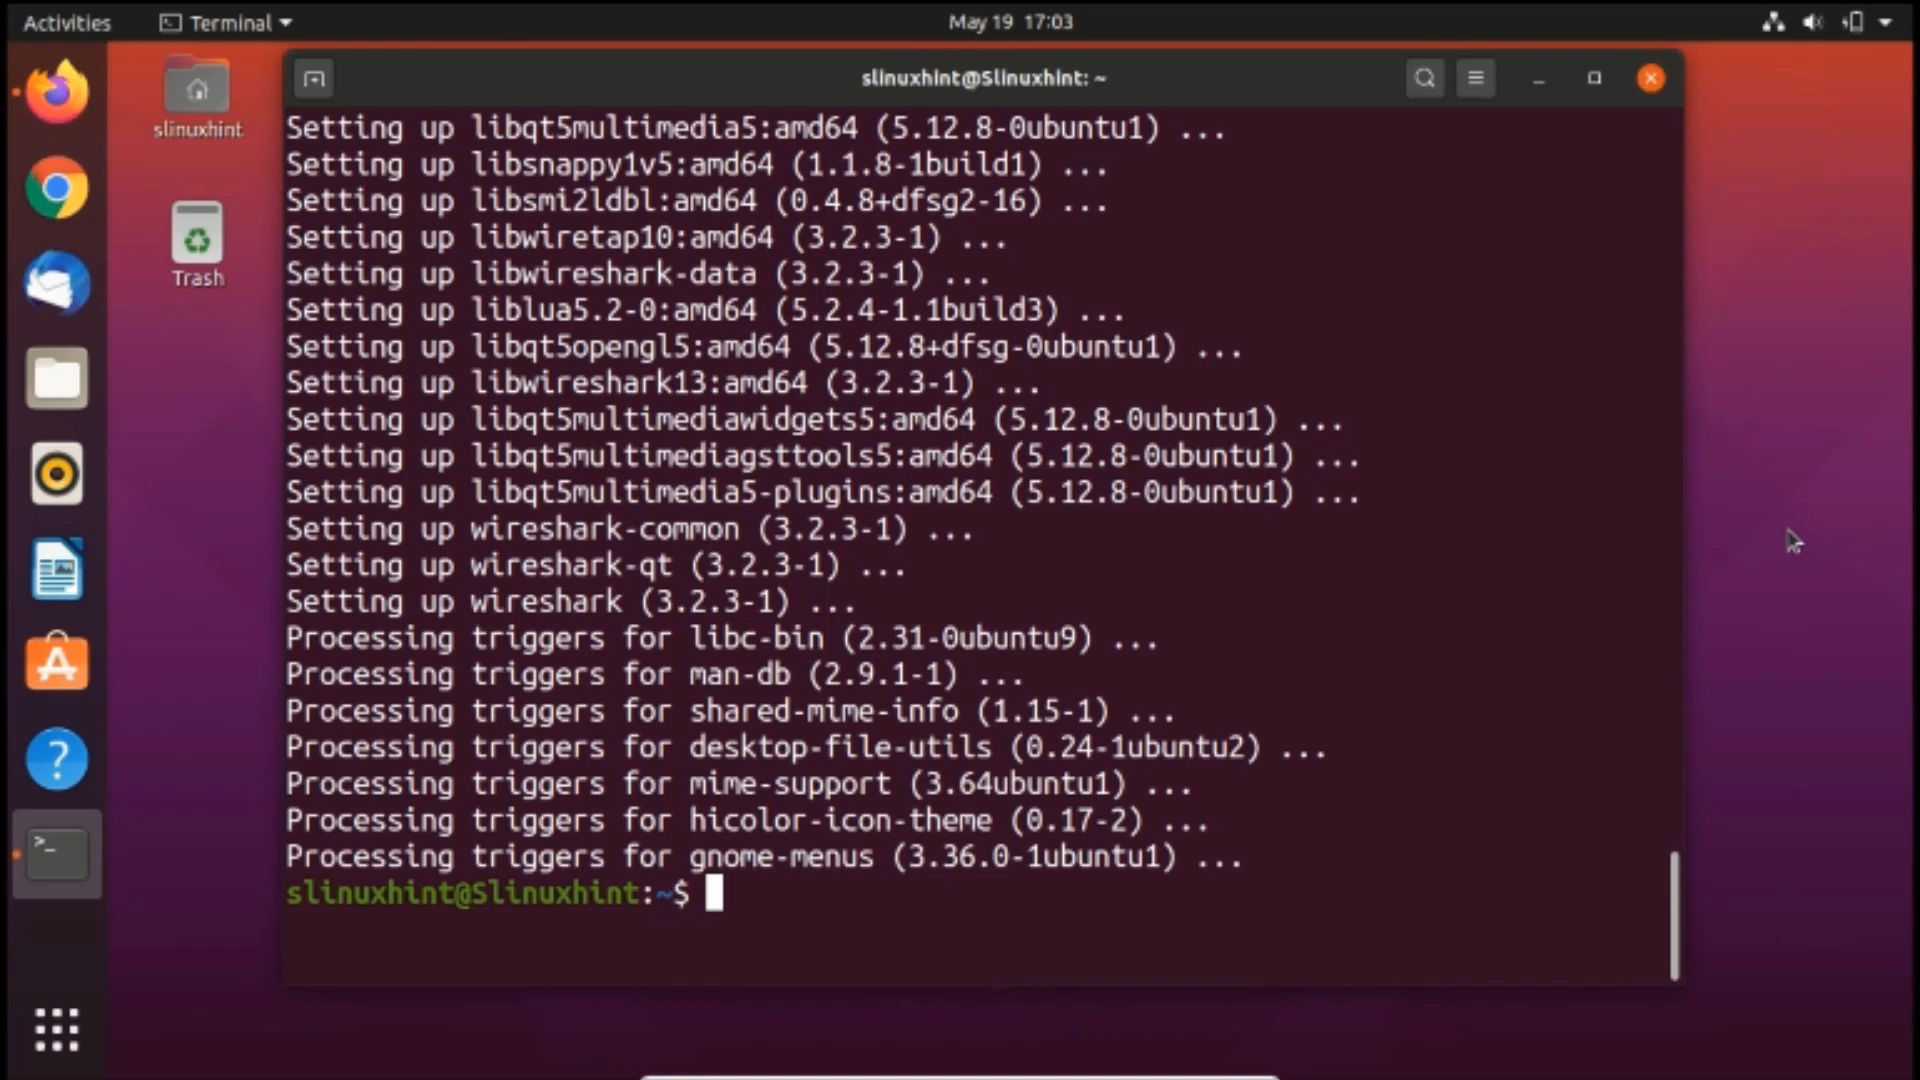 Activities
Terminal
May 19 17:03
slinuxhint
Trash
slinuxhint@Slinuxhint: ~
Setting up libqt5multimedia5:amd64 (5.12.8-0ubuntu1) ...
Setting up libsnappy1v5:amd64 (1.1.8-1build1) ...
Setting up libsmi2ldbl:amd64 (0.4.8+dfsg2-16) ...
Setting up libwiretap10:amd64 (3.2.3-1) ...
Setting up libwireshark-data (3.2.3-1) ...
Setting up liblua5.2-0:amd64 (5.2.4-1.1build3) ...
Setting up libqt5opengl5:amd64 (5.12.8+dfsg-0ubuntu1) ...
Setting up libwireshark13:amd64 (3.2.3-1) ...
Setting up libqt5multimediawidgets5:amd64 (5.12.8-0ubuntu1) ...
Setting up libqt5multimediagsttools5:amd64 (5.12.8-0ubuntu1) ...
Setting up libqt5multimedia5-plugins:amd64 (5.12.8-0ubuntu1) ...
Setting up wireshark-common (3.2.3-1) ...
Setting up wireshark-qt (3.2.3-1) ...
Setting up wireshark (3.2.3-1) ...
Processing triggers for libc-bin (2.31-0ubuntu9) ...
Processing triggers for man-db (2.9.1-1) ...
Processing triggers for shared-mime-info (1.15-1) ...
Processing triggers for desktop-file-utils (0.24-1ubuntu2) ...
Processing triggers for mime-support (3.64ubuntu1) ...
Processing triggers for hicolor-icon-theme (0.17-2) ...
Processing triggers for gnome-menus (3.36.0-1ubuntu1) ...
slinuxhint@Slinuxhint:~$